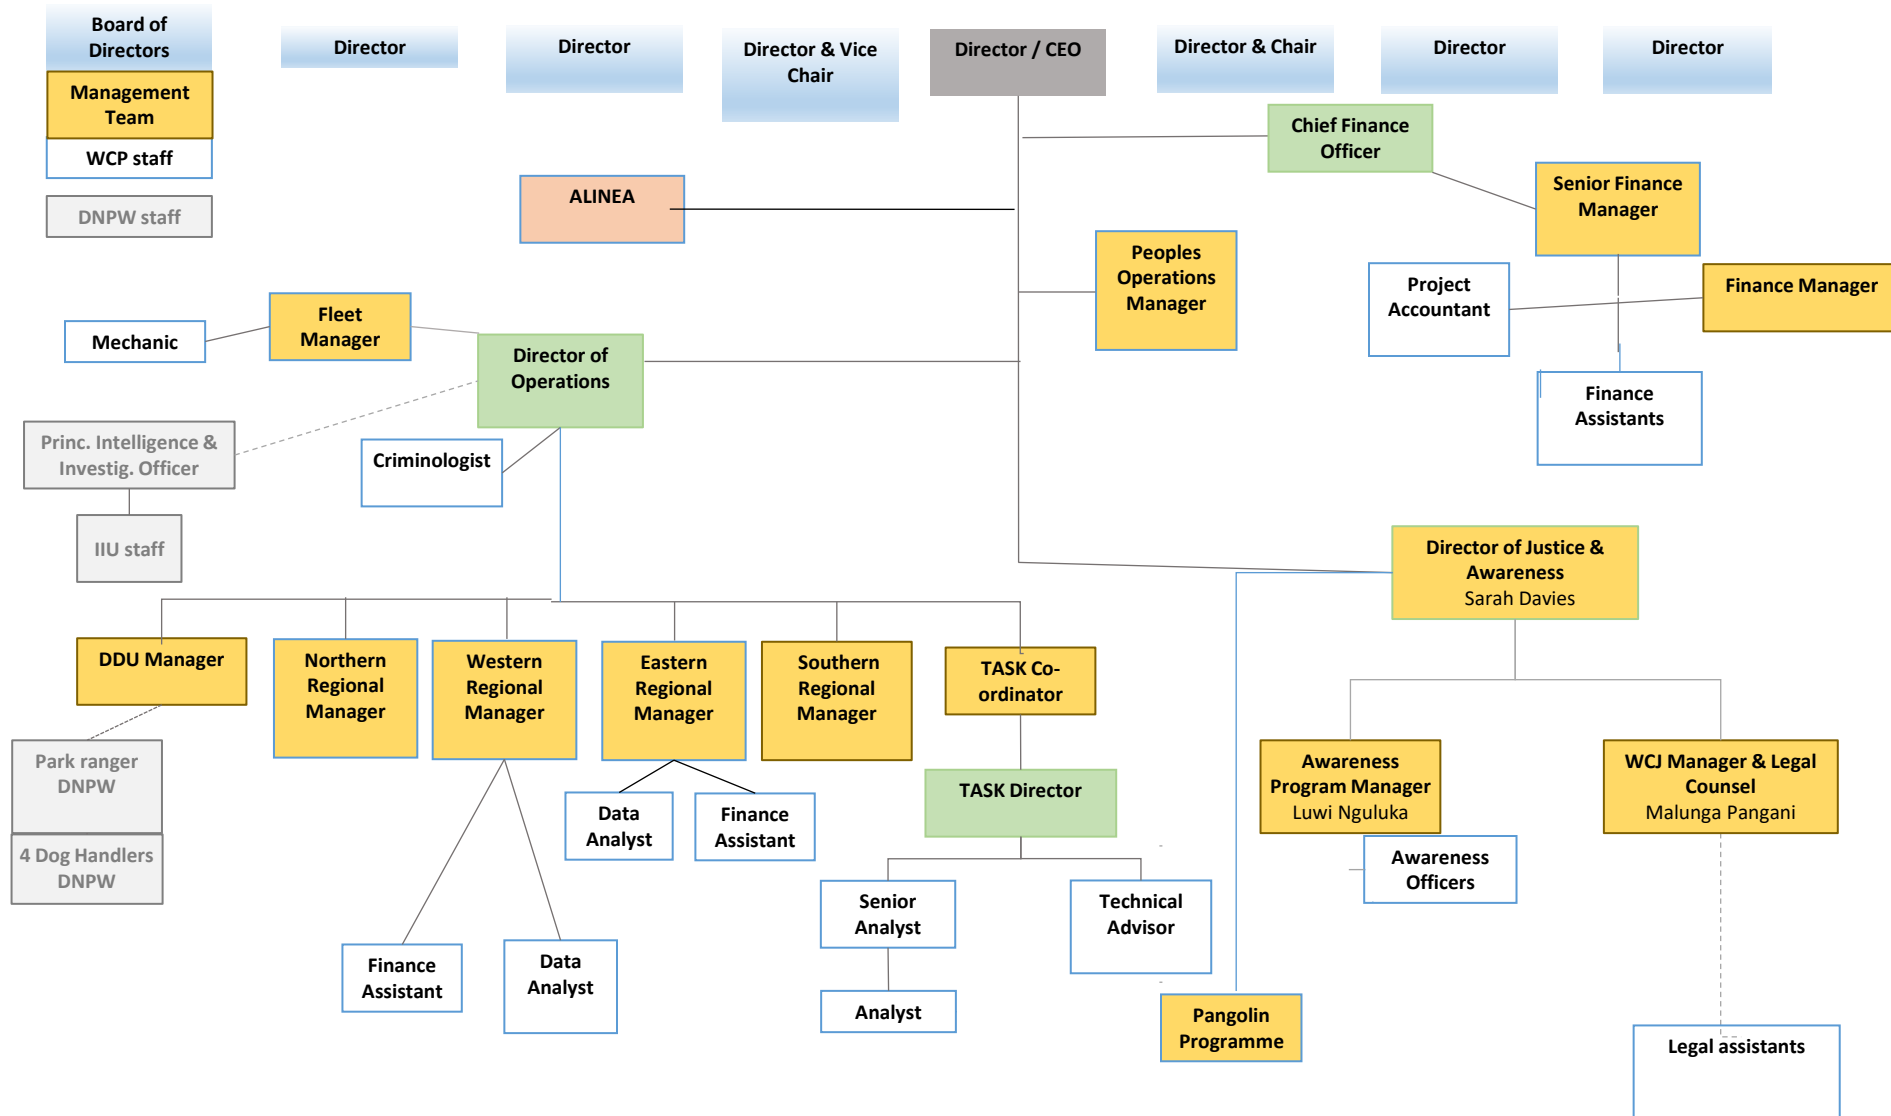 Board of
Directors
Director
Director
Director & Vice
Chair
Director / CEO
Director & Chair
Director
Director
Management
Team
WCP staff
DNPW staff
Chief Finance
Officer
ALINEA
Senior Finance
Manager
Peoples
Operations
Manager
Project
Accountant
Finance Manager
Fleet
Manager
Mechanic
Director of
Operations
Finance
Assistants
Princ. Intelligence &
Investig. Officer
Criminologist
IIU staff
Director of Justice &
Awareness
Sarah Davies
DDU Manager
Northern
Regional
Manager
Western
Regional
Manager
Eastern
Regional
Manager
Southern
Regional
Manager
TASK Co-
ordinator
Park ranger
DNPW
4 Dog Handlers
DNPW
Data
Analyst
Finance
Assistant
TASK Director
Awareness
Program Manager
Luwi Nguluka
WCJ Manager & Legal
Counsel
Malunga Pangani
Awareness
Officers
Senior
Analyst
Technical
Advisor
Finance
Assistant
Data
Analyst
Analyst
Pangolin
Programme
Legal assistants